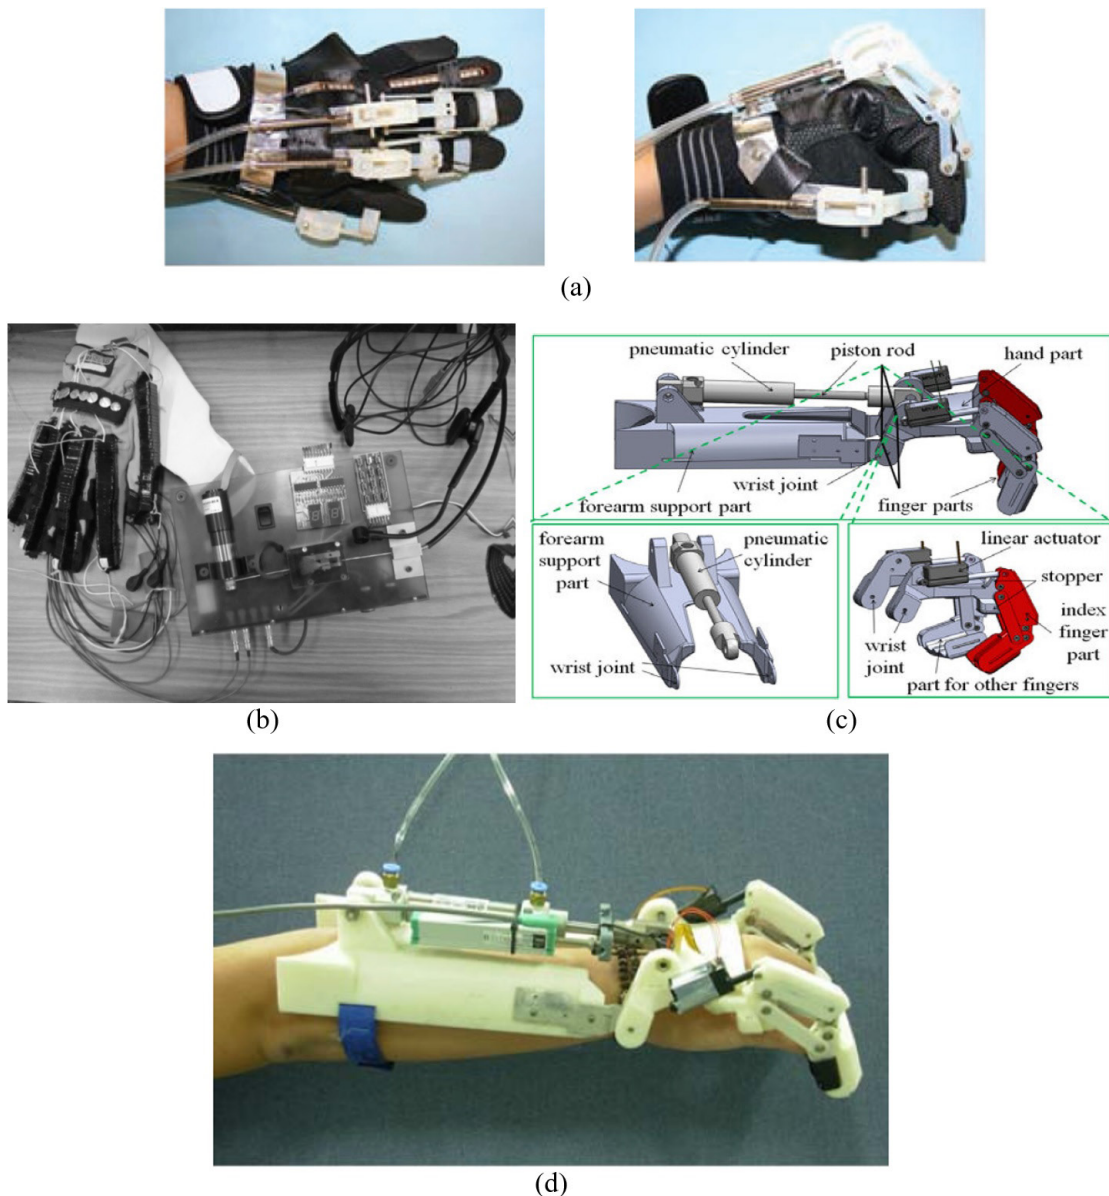 (a)
pneumatic cylinder
piston rod
hand part
wrist joint
forearm support part
finger parts
forearm
support
part
pneumatic
cylinder
wrist joint
linear actuator
stopper
index
finger
part
wrist
joint
part for other fingers
(b)
(c)
(d)